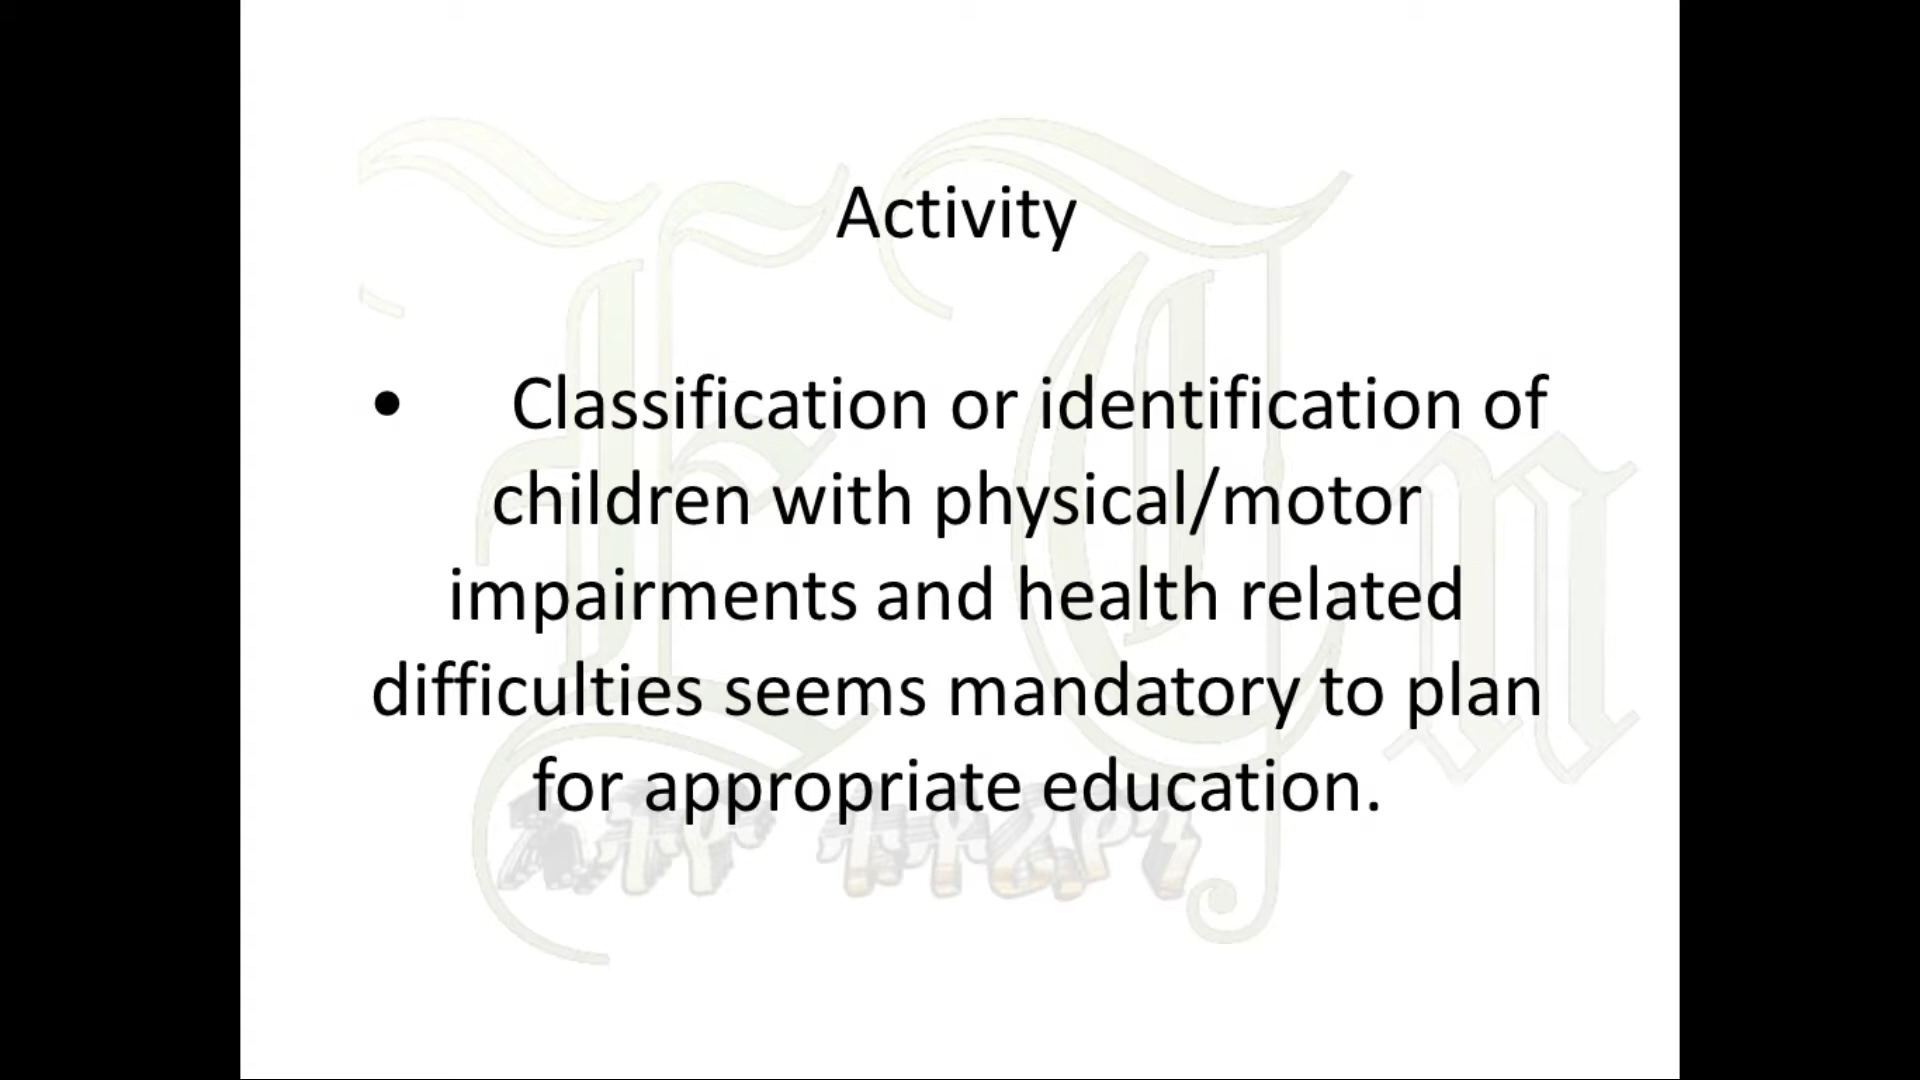 Activity
• Classification or identification of
children with physical/motor
impairments and health related
difficulties seems mandatory to plan
for appropriate education.